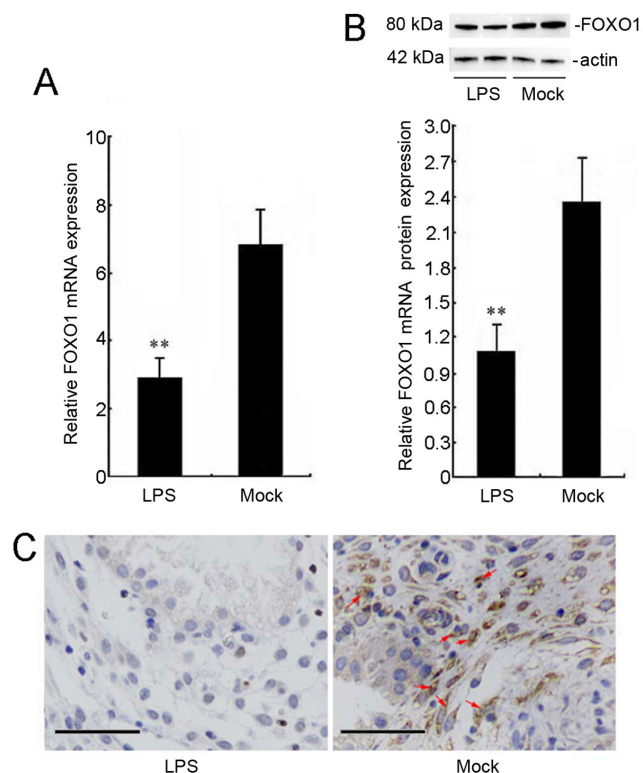 A
10
8
6
4
2
0
Relative FOXO1 mRNA expression
**
LPS Mock
B
80 kDa -FOXO1
42 kDa -actin
LPS Mock
3.0
2.7
2.4
2.1
1.8
1.5
1.2
0.9
0.6
0.3
0
Relative FOXO1 mRNA protein expression
**
LPS Mock
C
LPS Mock